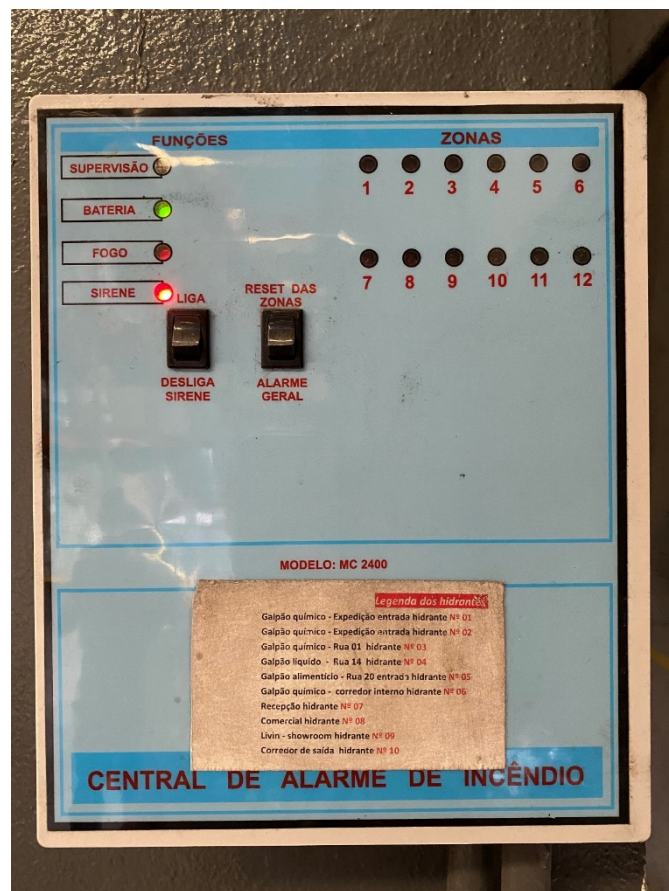 FUNÇÕES
ZONAS
SUPERVISÃO
BATERIA
FOGO
SIRENE
1 2 3 4 5 6
7 8 9 10 11 12
LIGA
DESLIGA
SIRENE
RESET DAS
ZONAS
ALARME
GERAL
MODELO: MC 2400
Legenda dos hidrantes
Galpão químico - Expedição entrada hidrante Nº 01
Galpão químico - Expedição entrada hidrante Nº 02
Galpão químico - Rua 01 hidrante Nº 03
Galpão líquido - Rua 14 hidrante Nº 04
Galpão alimentício - Rua 20 entrada hidrante Nº 05
Galpão químico - corredor interno hidrante Nº 06
Recepção hidrante Nº 07
Comercial hidrante Nº 08
Livin - showroom hidrante Nº 09
Corredor de saída hidrante Nº 10
CENTRAL DE ALARME DE INCÊNDIO